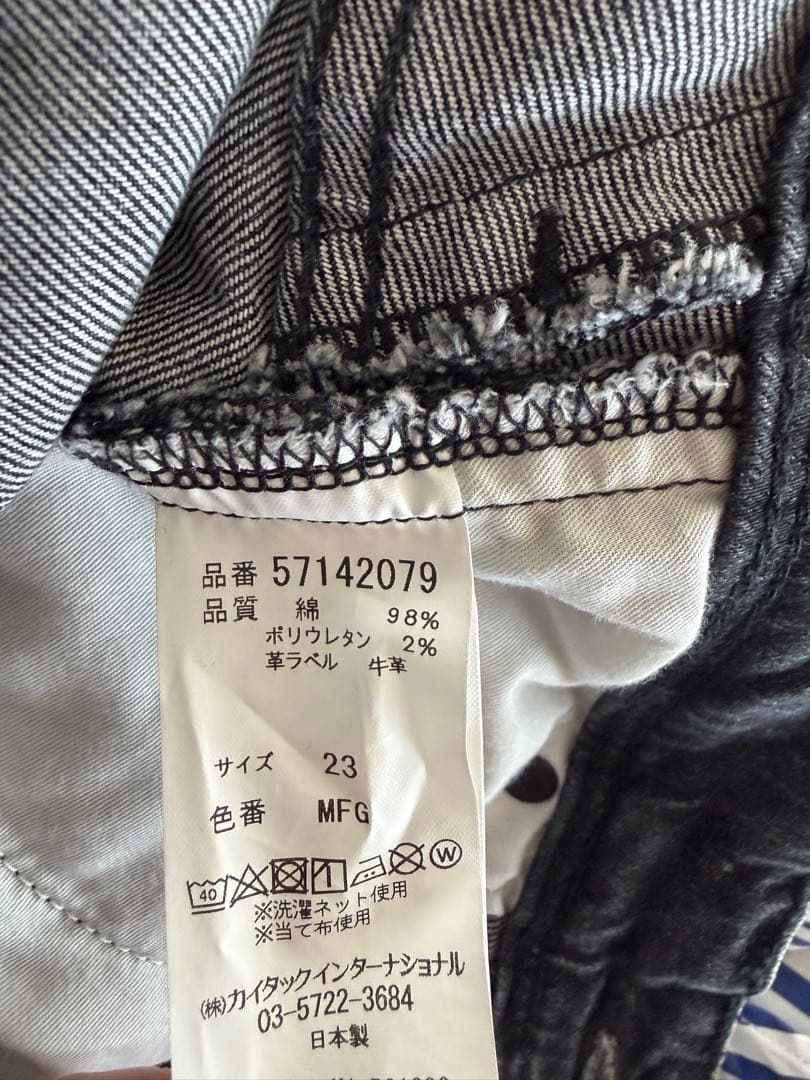 品番 57142079
品質 綿 98%
ポリウレタン 2%
革ラベル 牛革
サイズ 23
色番 MFG
40 W
※洗濯ネット使用
※当て布使用
(株)カイタックインターナショナル
03-5722-3684
日本製